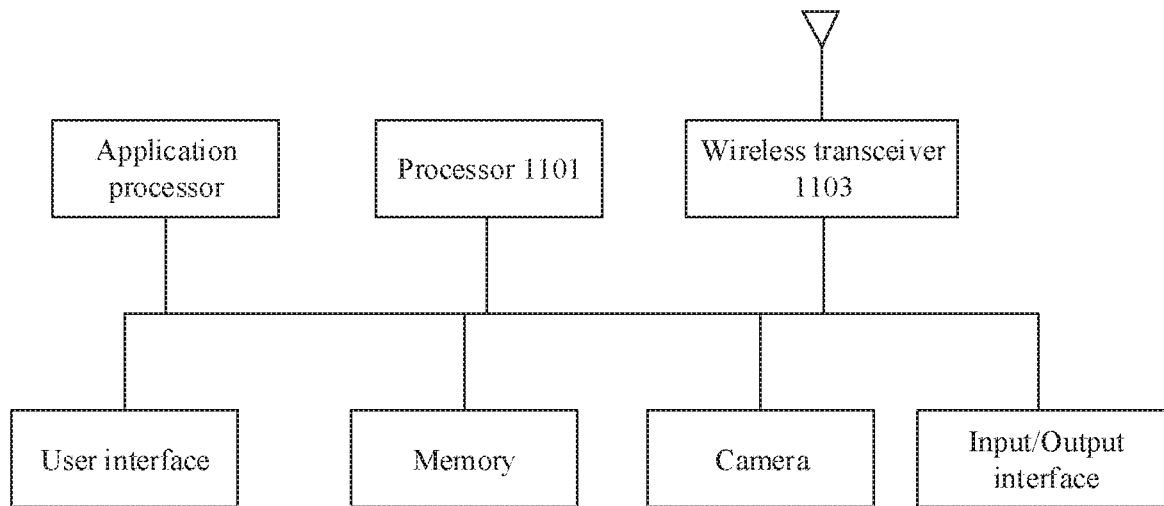 Application
processor
Processor 1101
Wireless transceiver
1103
User interface
Memory
Camera
Input/Output
interface